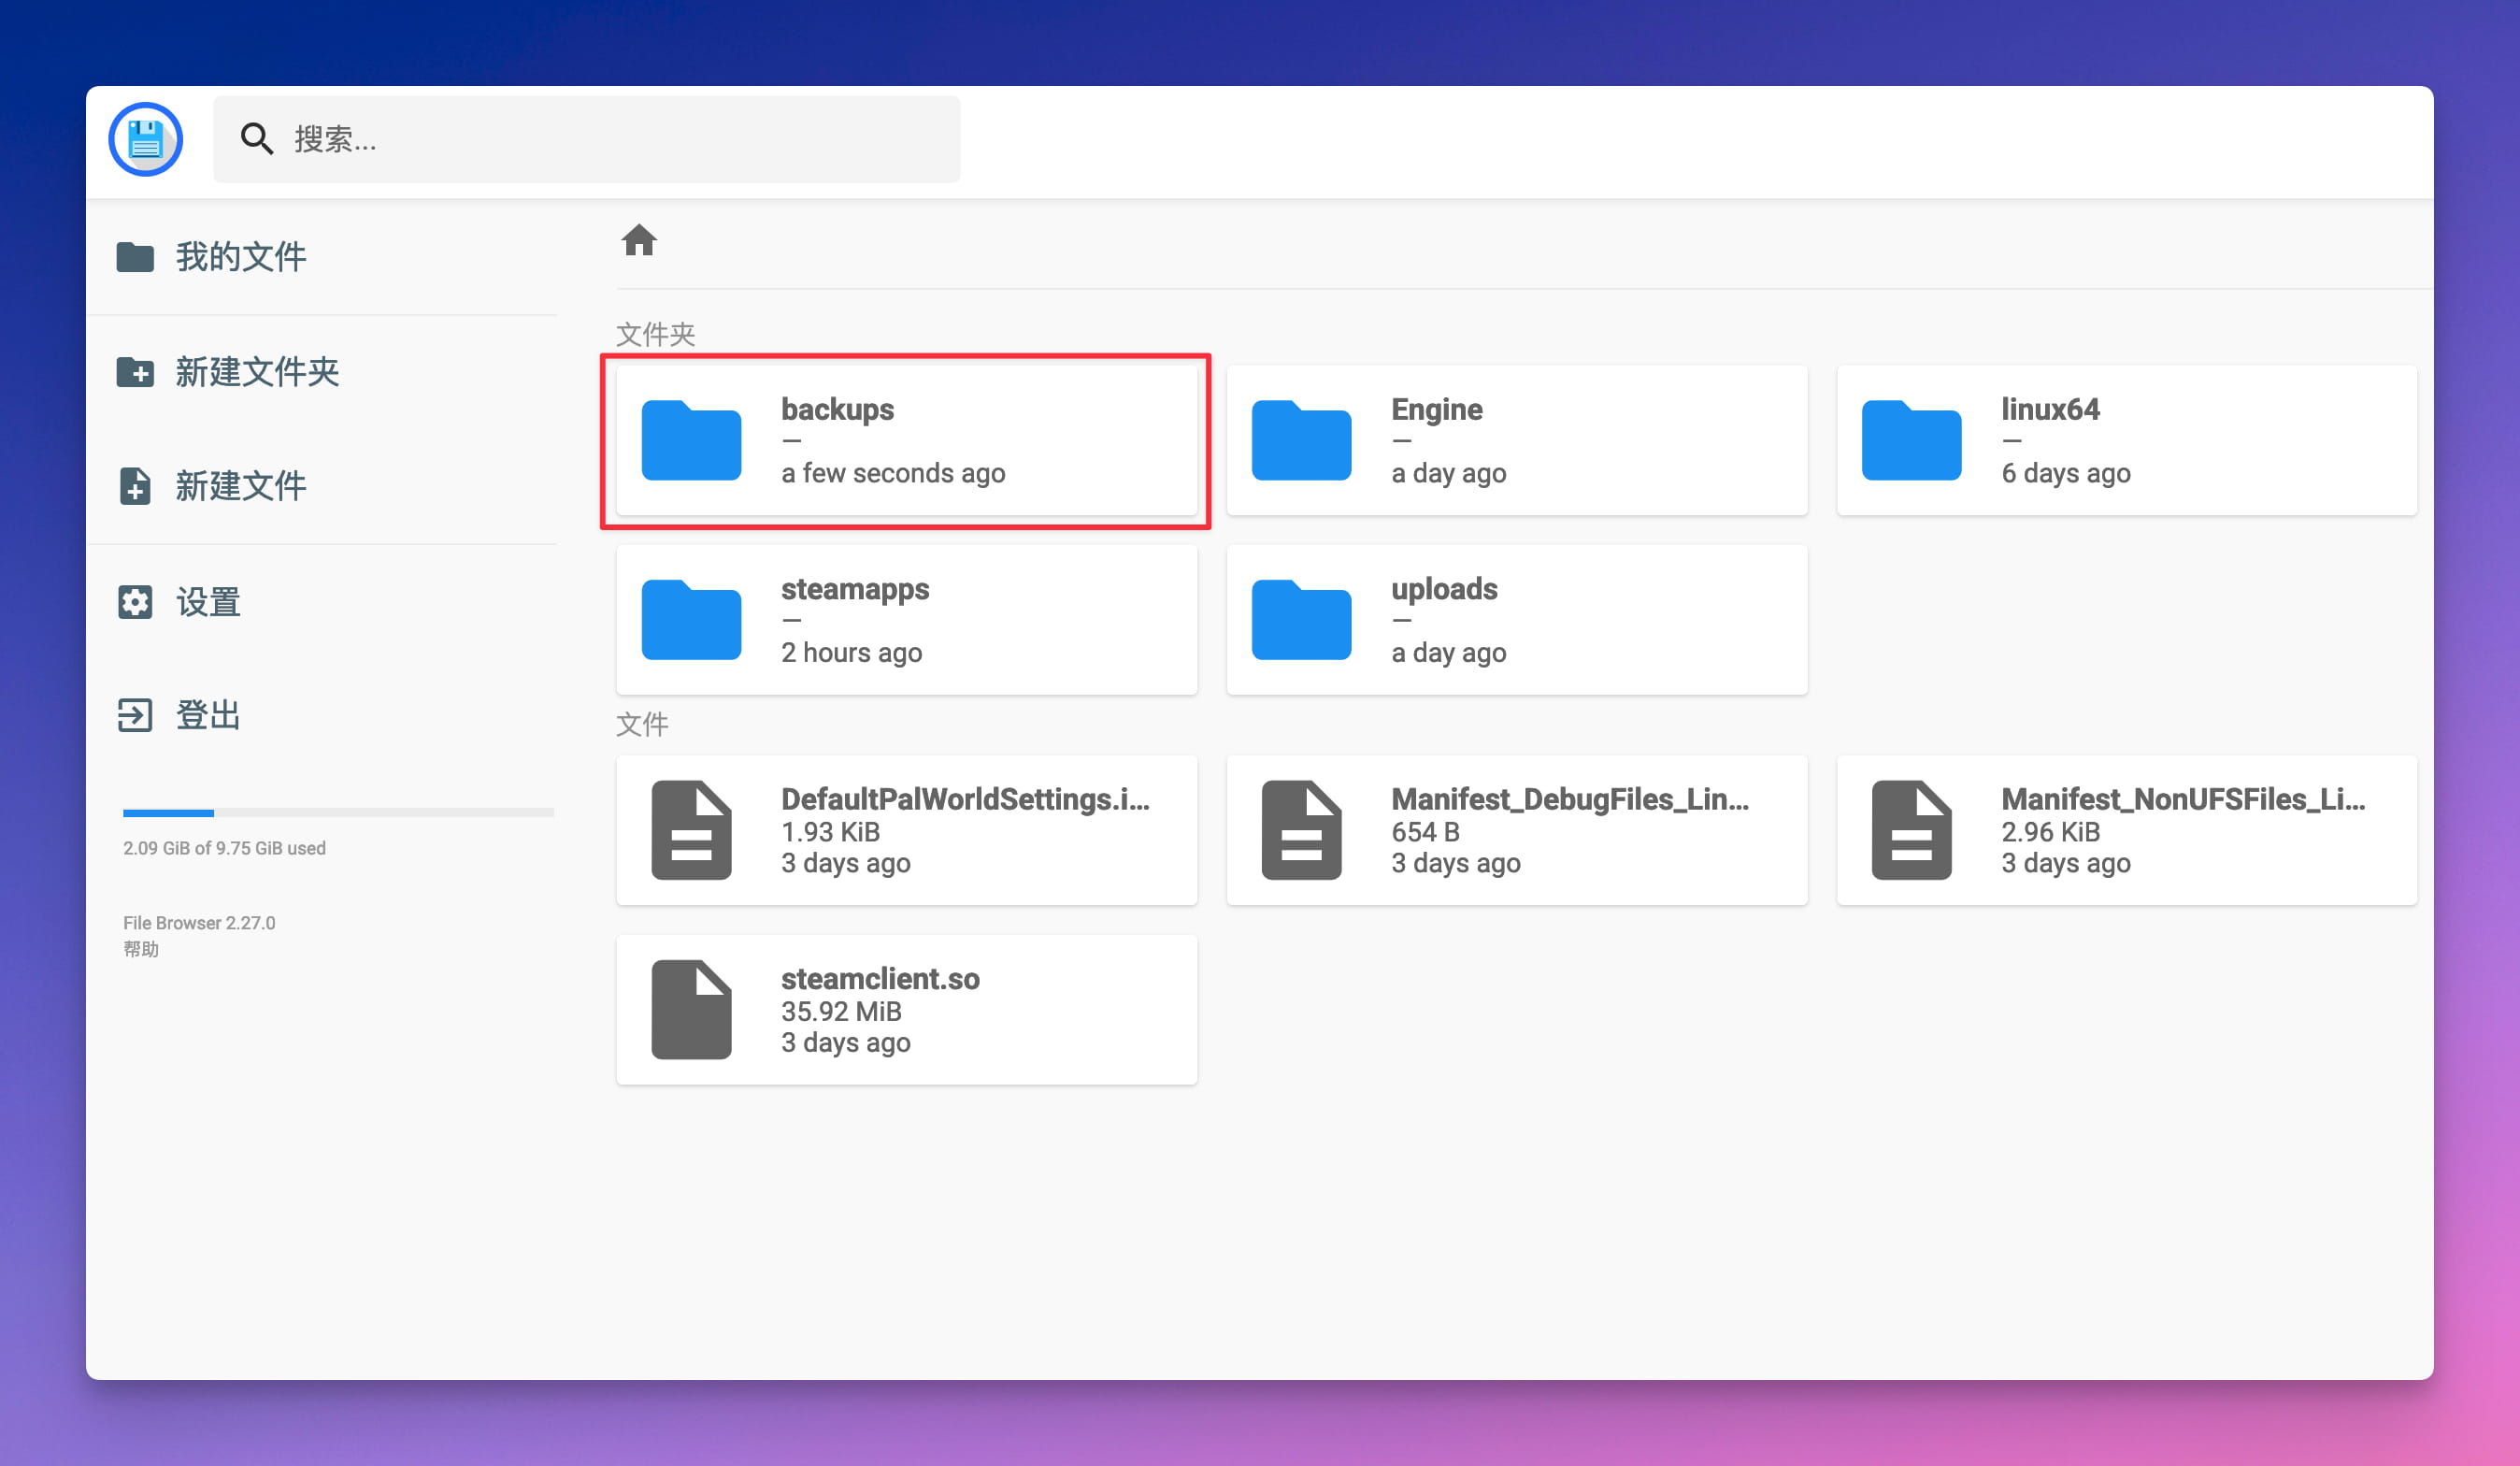 搜索...
我的文件
新建文件夹
新建文件
设置
登出
2.09 GiB of 9.75 GiB used
File Browser 2.27.0
帮助
文件夹
backups
—
a few seconds ago
Engine
—
a day ago
linux64
—
6 days ago
steamapps
—
2 hours ago
uploads
—
a day ago
文件
DefaultPalWorldSettings.i...
1.93 KiB
3 days ago
Manifest_DebugFiles_Lin...
654 B
3 days ago
Manifest_NonUFSFiles_Li...
2.96 KiB
3 days ago
steamclient.so
35.92 MiB
3 days ago